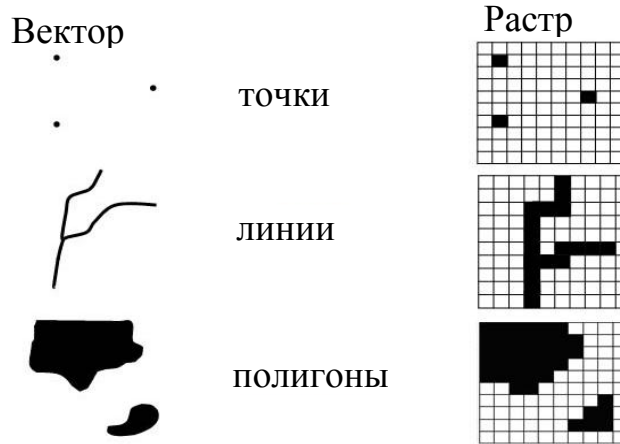 Вектор
Растр
точки
линии
полигоны